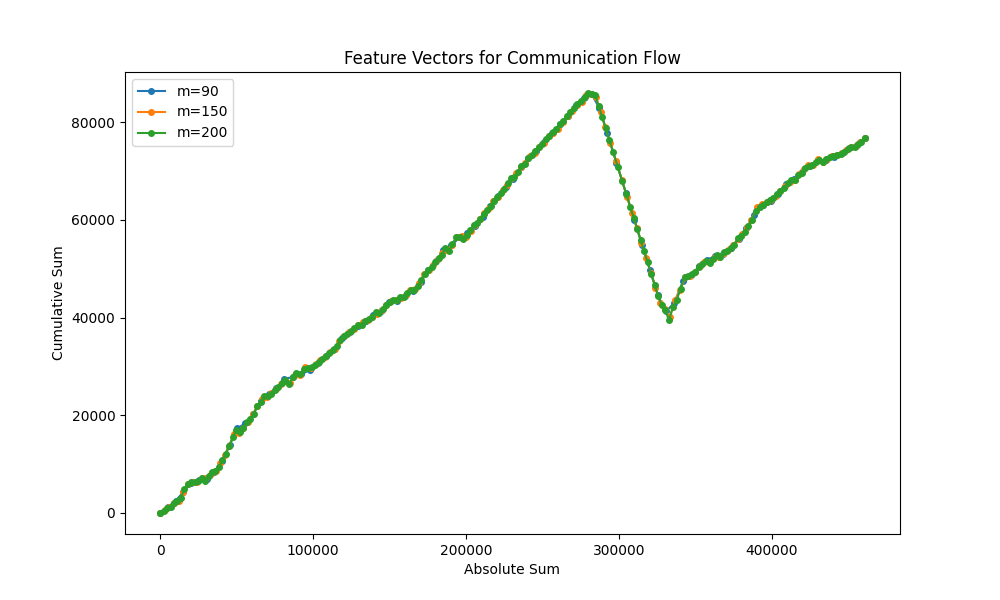 Feature Vectors for Communication Flow
m=90
m=150
m=200
80000
60000
40000
20000
0
Cumulative Sum
0 100000 200000 300000 400000
Absolute Sum